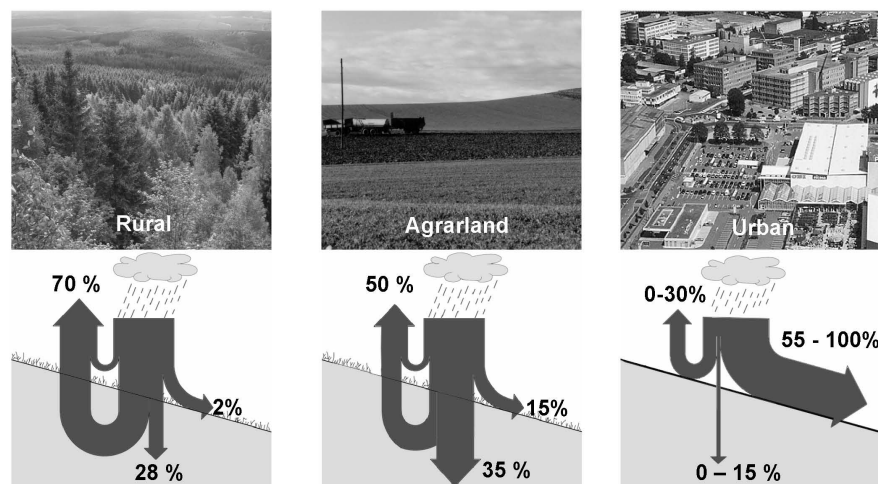 Rural
Agrarland
Urban
70 %
2%
28 %
50 %
15%
35 %
0-30%
55 - 100%
0 – 15 %